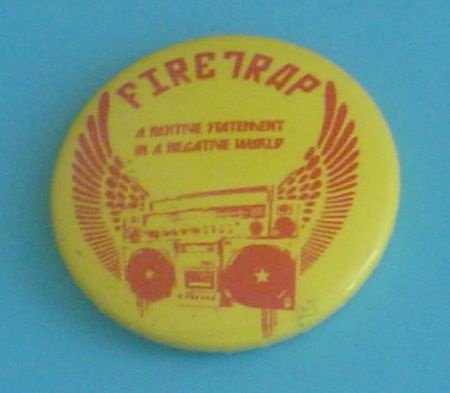 FIRETRAP
A POSITIVE STATEMENT
IN A NEGATIVE WORLD